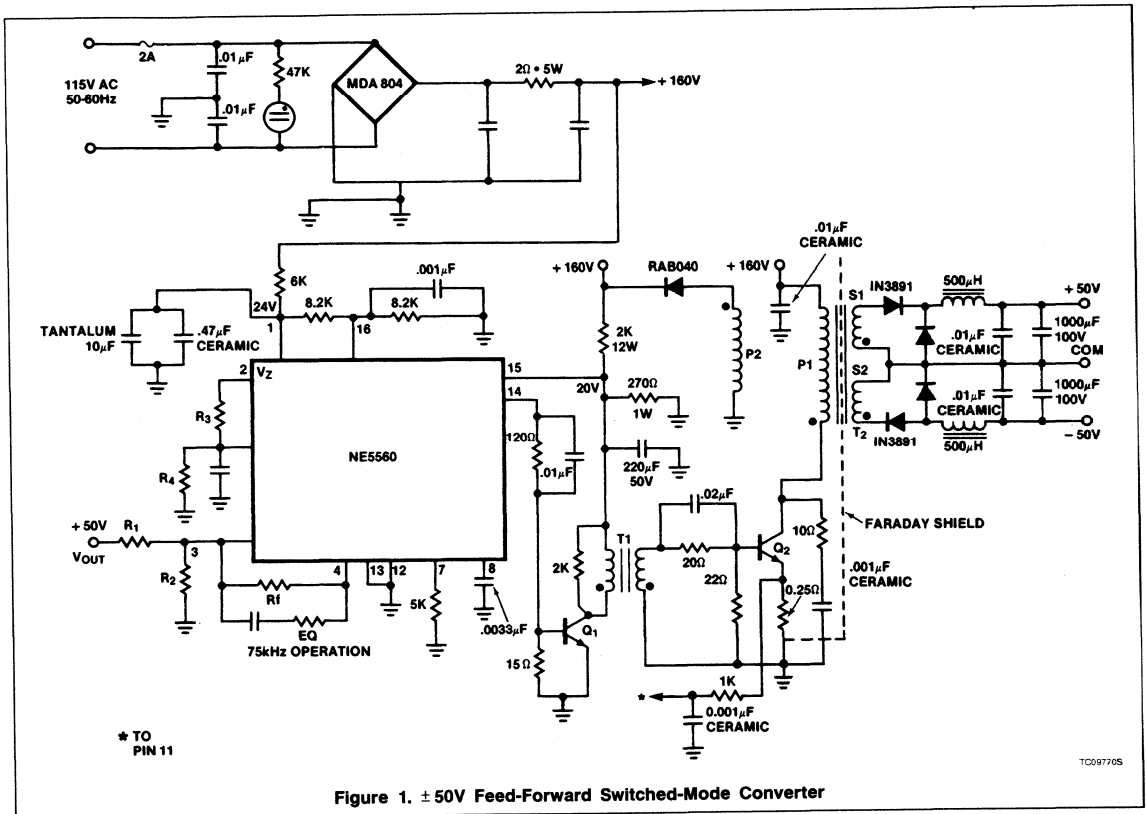 2A
.01μF
47K
MDA 804
2Ω • 5W
+ 160V
115V AC
50-60Hz
.01μF
.01μF
CERAMIC
6K
.001μF
+ 160V
RAB040
+ 160V
S1
IN3891
500μH
+ 50V
24V
8.2K
8.2K
1
16
TANTALUM
10μF
.47μF
CERAMIC
2K
12W
P2
P1
.01μF
CERAMIC
1000μF
100V
COM
2
VZ
15
20V
270Ω
1W
S2
14
R3
.01μF
CERAMIC
1000μF
100V
NE5560
120Ω
.01μF
220μF
50V
T2
IN3891
500μH
- 50V
R4
.02μF
FARADAY SHIELD
+ 50V
VOUT
R1
3
T1
20Ω
Q2
10Ω
R2
4
13
12
7
8
2K
22Ω
.001μF
CERAMIC
0.25Ω
Rf
5K
EQ
.0033μF
Q1
75kHz OPERATION
15Ω
1K
*
0.001μF
CERAMIC
* TO
PIN 11
TC09770S
Figure 1. ± 50V Feed-Forward Switched-Mode Converter